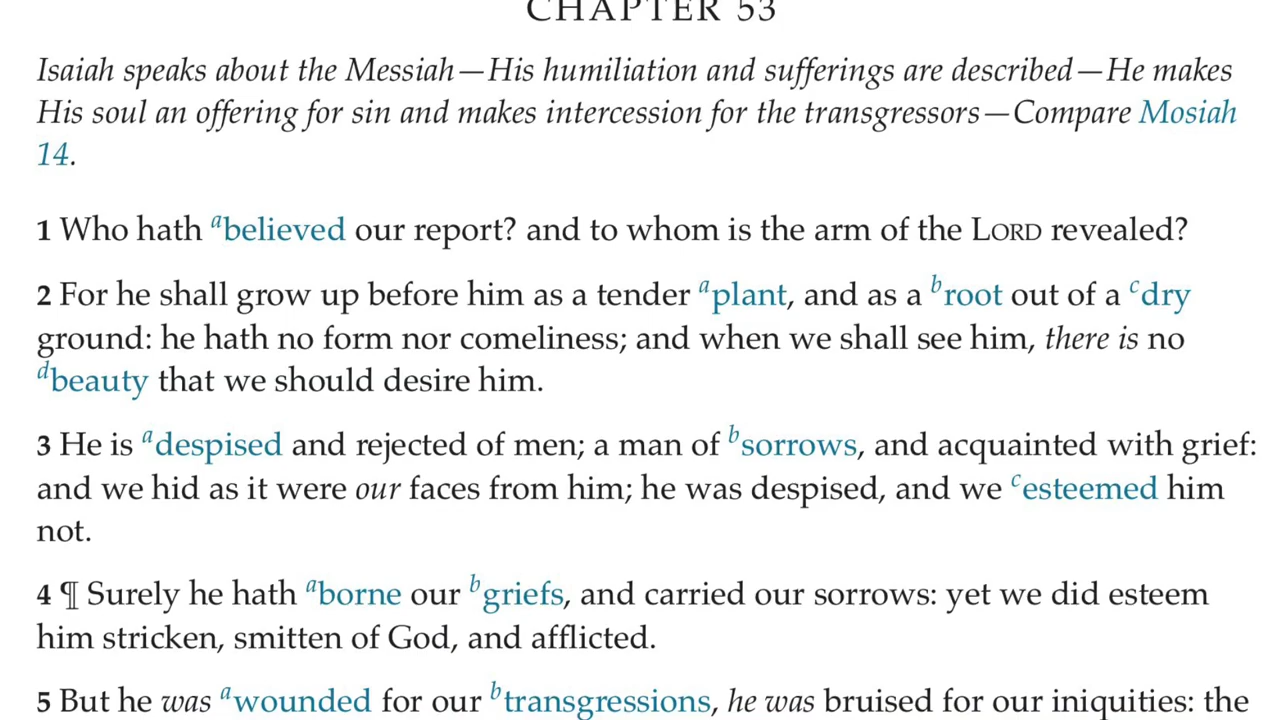 CHAPTER 53
Isaiah speaks about the Messiah—His humiliation and sufferings are described—He makes
His soul an offering for sin and makes intercession for the transgressors—Compare Mosiah
14.
1 Who hath abelieved our report? and to whom is the arm of the LORD revealed?
2 For he shall grow up before him as a tender aplant, and as a broot out of a cdry
ground: he hath no form nor comeliness; and when we shall see him, there is no
dbeauty that we should desire him.
3 He is adespised and rejected of men; a man of bsorrows, and acquainted with grief:
and we hid as it were our faces from him; he was despised, and we cesteemed him
not.
4 ¶ Surely he hath aborne our bgriefs, and carried our sorrows: yet we did esteem
him stricken, smitten of God, and afflicted.
5 But he was awounded for our btransgressions, he was bruised for our iniquities: the